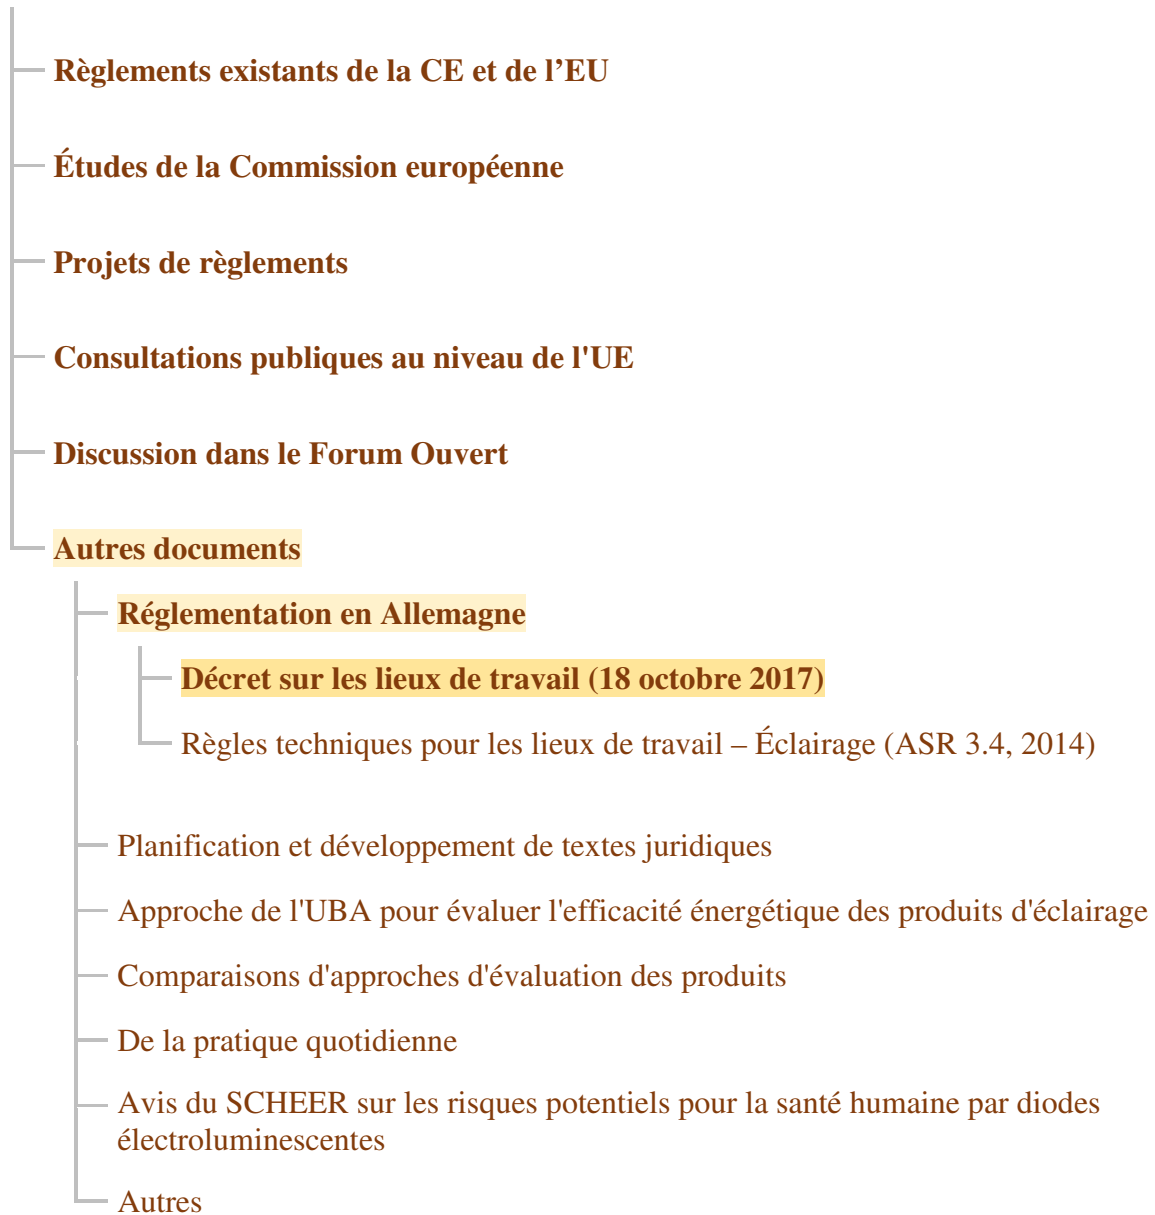 Règlements existants de la CE et de l’EU
Études de la Commission européenne
Projets de règlements
Consultations publiques au niveau de l'UE
Discussion dans le Forum Ouvert
Autres documents
Réglementation en Allemagne
Décret sur les lieux de travail (18 octobre 2017)
Règles techniques pour les lieux de travail – Éclairage (ASR 3.4, 2014)
Planification et développement de textes juridiques
Approche de l'UBA pour évaluer l'efficacité énergétique des produits d'éclairage
Comparaisons d'approches d'évaluation des produits
De la pratique quotidienne
Avis du SCHEER sur les risques potentiels pour la santé humaine par diodes
électroluminescentes
Autres